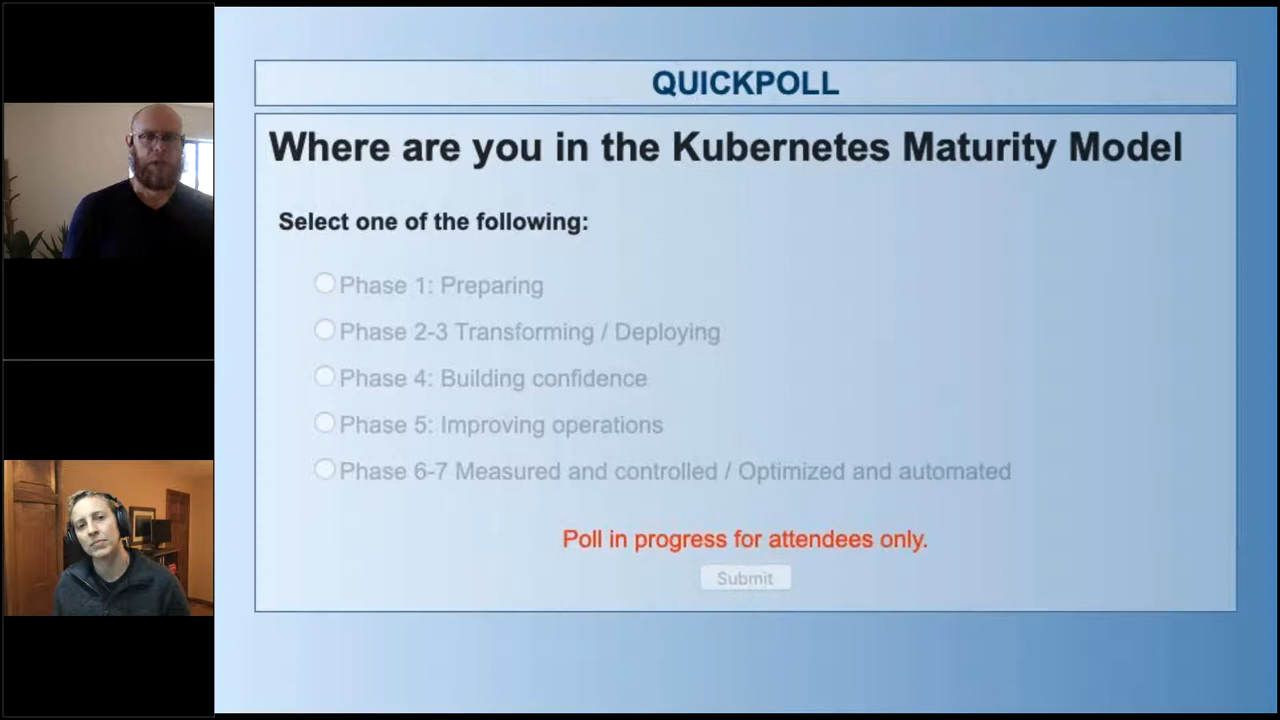 QUICKPOLL
Where are you in the Kubernetes Maturity Model
Select one of the following:
Phase 1: Preparing
Phase 2-3 Transforming / Deploying
Phase 4: Building confidence
Phase 5: Improving operations
Phase 6-7 Measured and controlled / Optimized and automated
Poll in progress for attendees only.
Submit